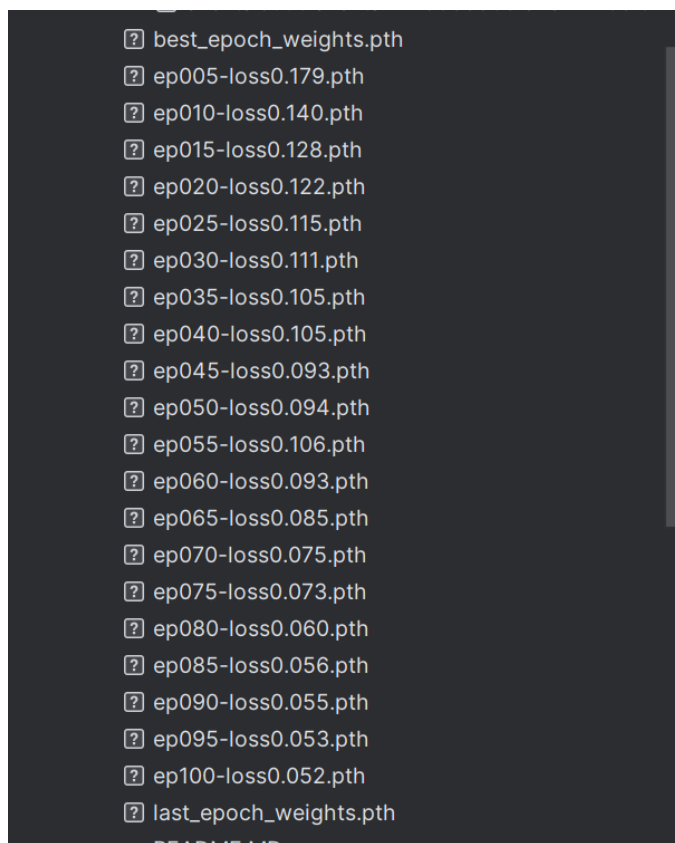 best_epoch_weights.pth
ep005-loss0.179.pth
ep010-loss0.140.pth
ep015-loss0.128.pth
ep020-loss0.122.pth
ep025-loss0.115.pth
ep030-loss0.111.pth
ep035-loss0.105.pth
ep040-loss0.105.pth
ep045-loss0.093.pth
ep050-loss0.094.pth
ep055-loss0.106.pth
ep060-loss0.093.pth
ep065-loss0.085.pth
ep070-loss0.075.pth
ep075-loss0.073.pth
ep080-loss0.060.pth
ep085-loss0.056.pth
ep090-loss0.055.pth
ep095-loss0.053.pth
ep100-loss0.052.pth
last_epoch_weights.pth